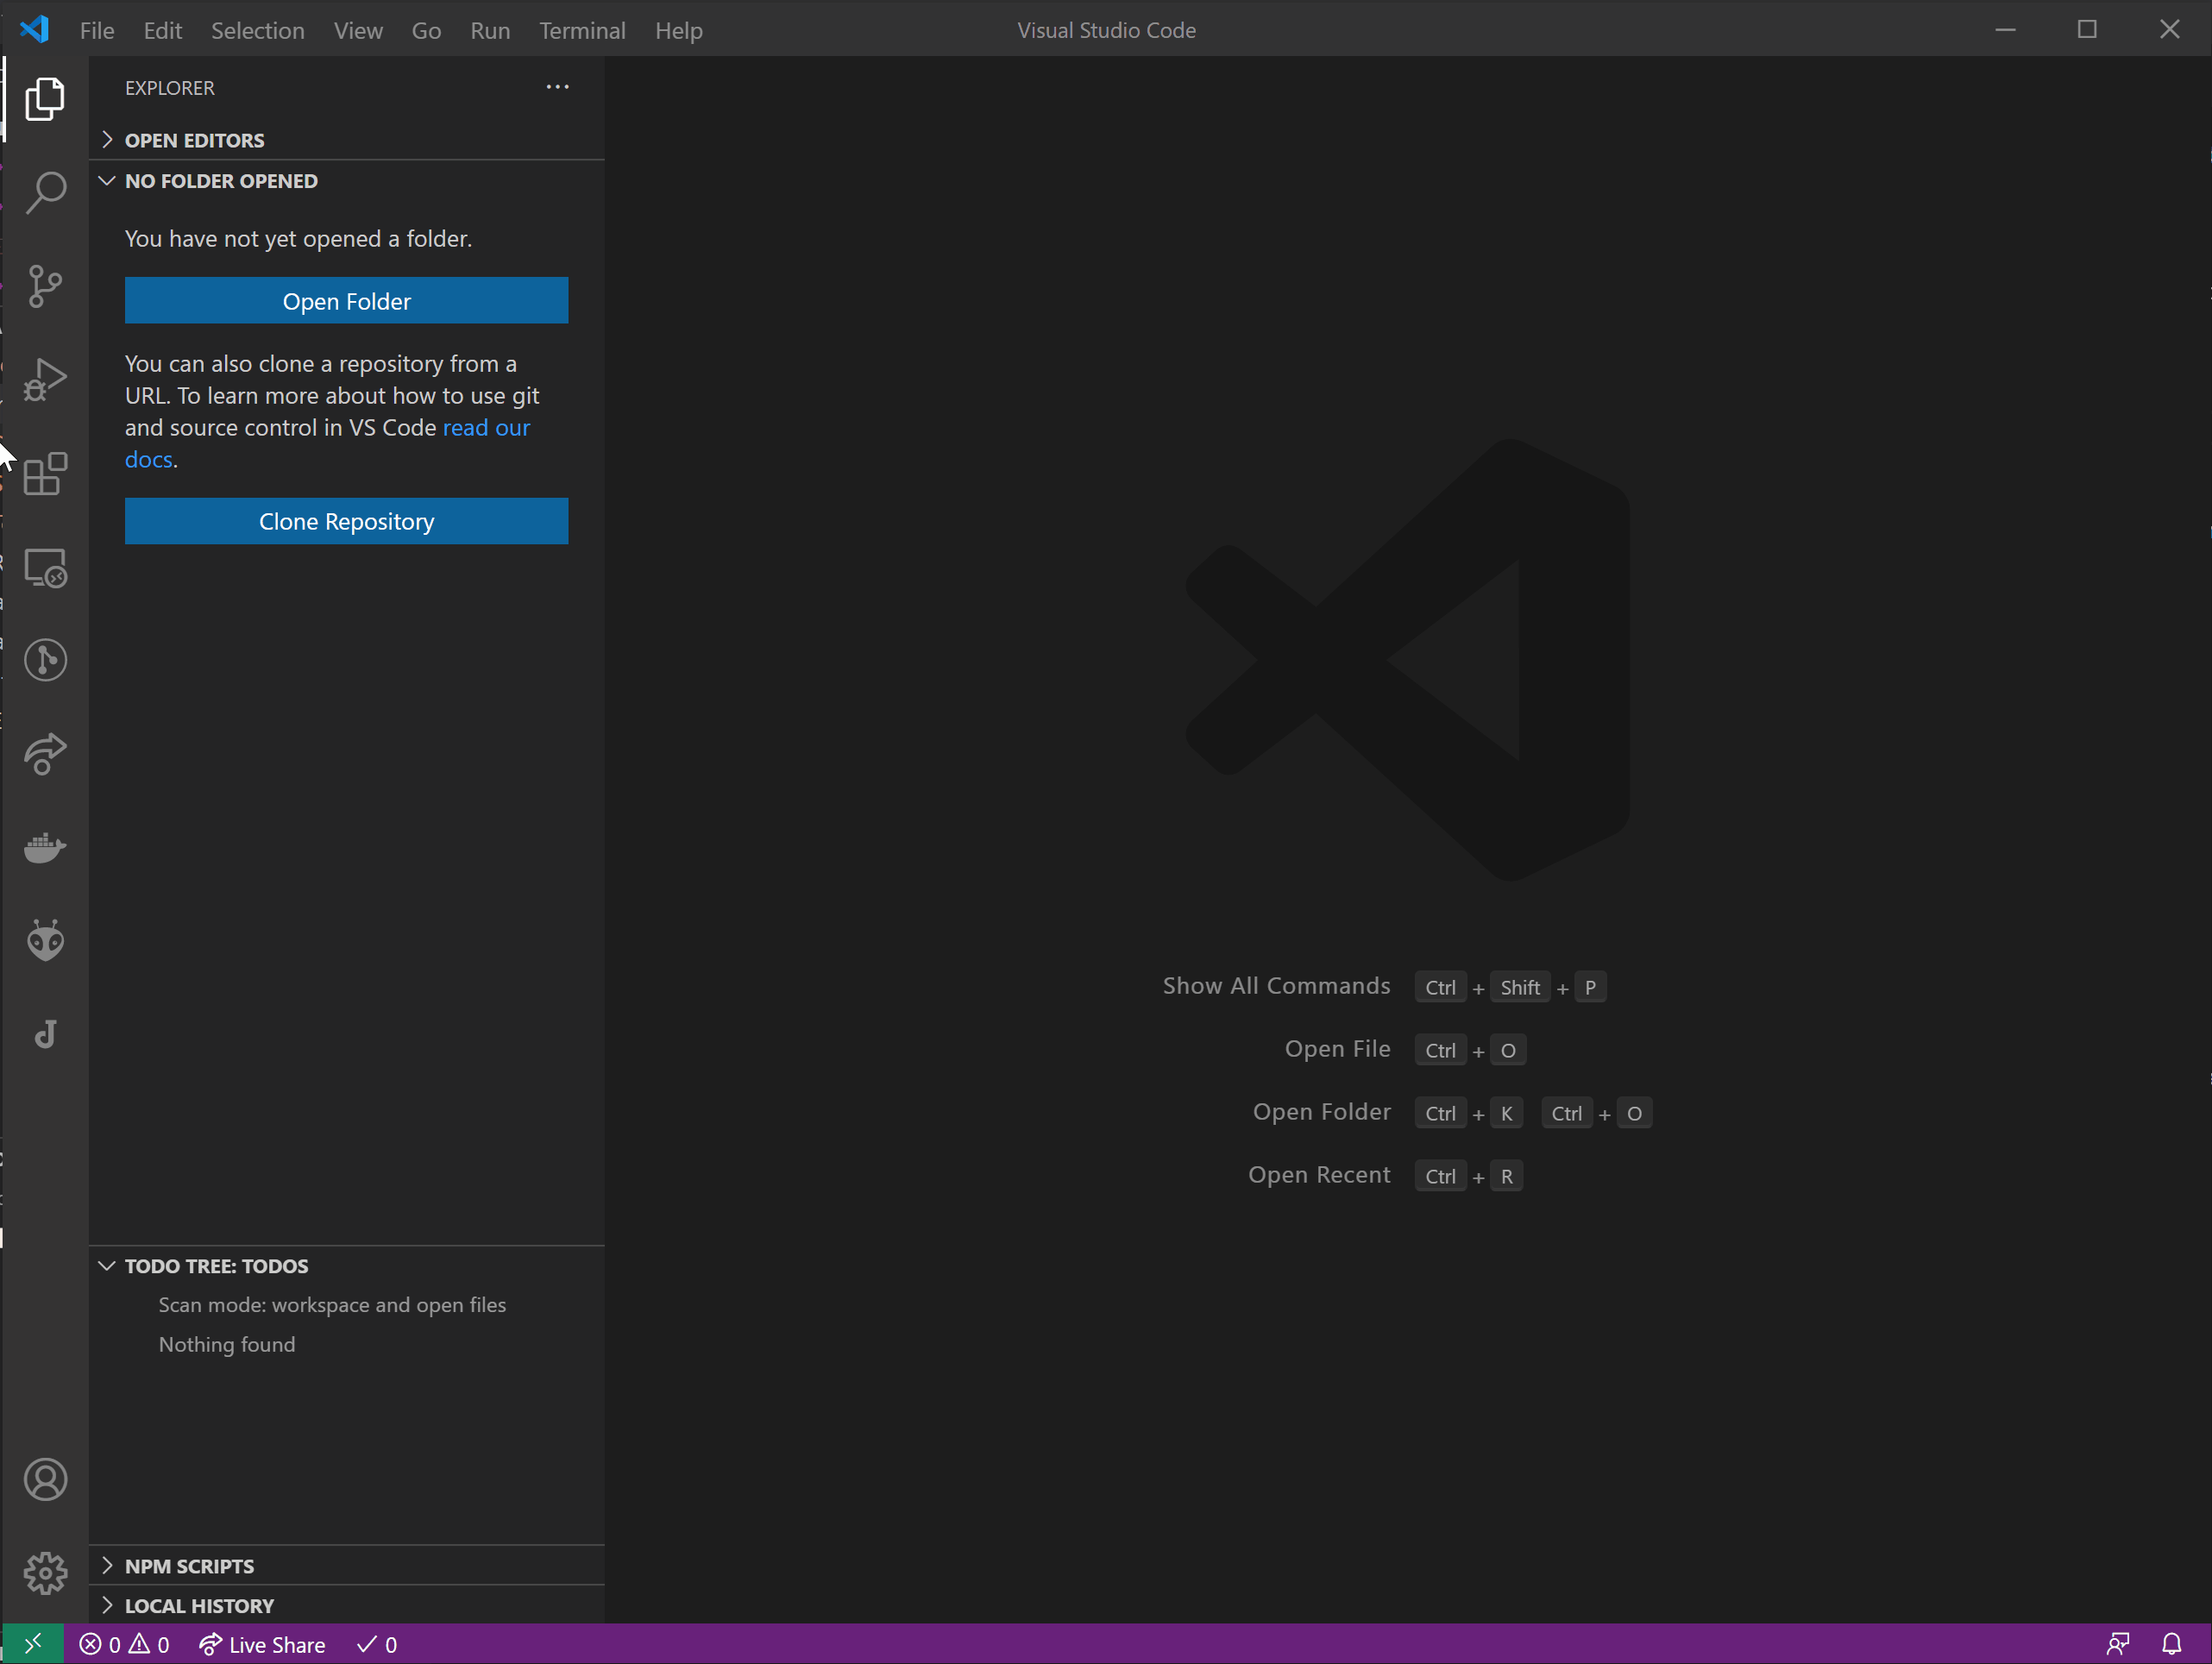 File Edit Selection View Go Run Terminal Help
Visual Studio Code
EXPLORER
OPEN EDITORS
NO FOLDER OPENED
You have not yet opened a folder.
Open Folder
You can also clone a repository from a
URL. To learn more about how to use git
and source control in VS Code read our
docs.
Clone Repository
Show All Commands Ctrl + Shift + P
Open File Ctrl + O
Open Folder Ctrl + K Ctrl + O
Open Recent Ctrl + R
TODO TREE: TODOS
Scan mode: workspace and open files
Nothing found
NPM SCRIPTS
LOCAL HISTORY
0 0 Live Share 0